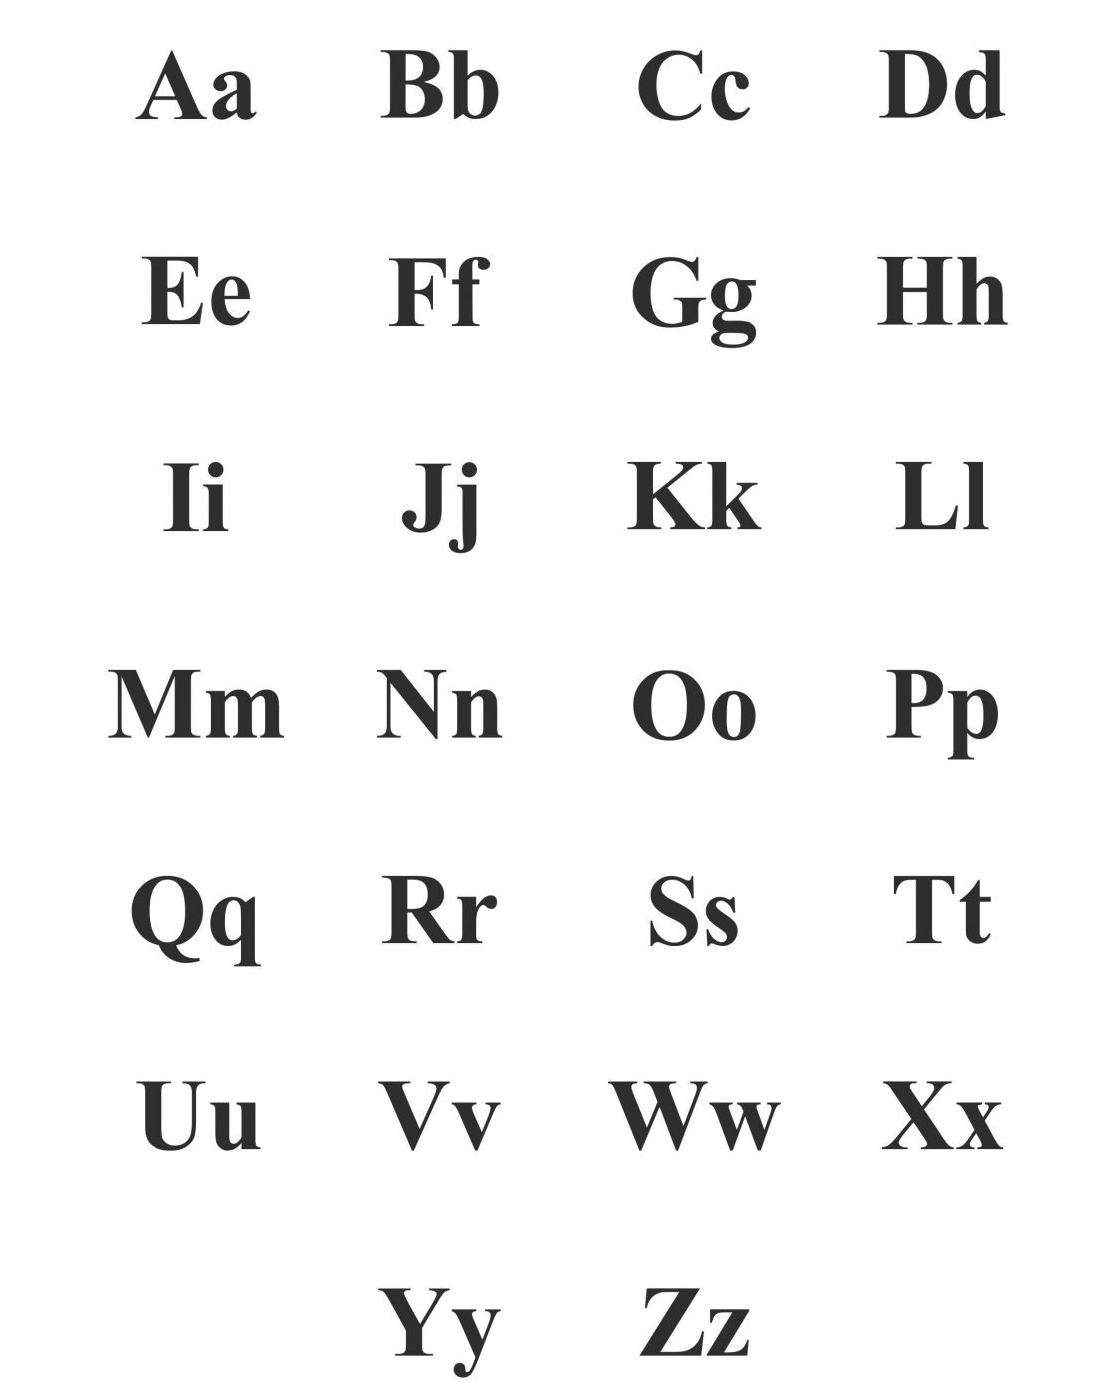 Aa Bb Cc Dd
Ee Ff Gg Hh
Ii Jj Kk Ll
Mm Nn Oo Pp
Qq Rr Ss Tt
Uu Vv Ww Xx
Yy Zz